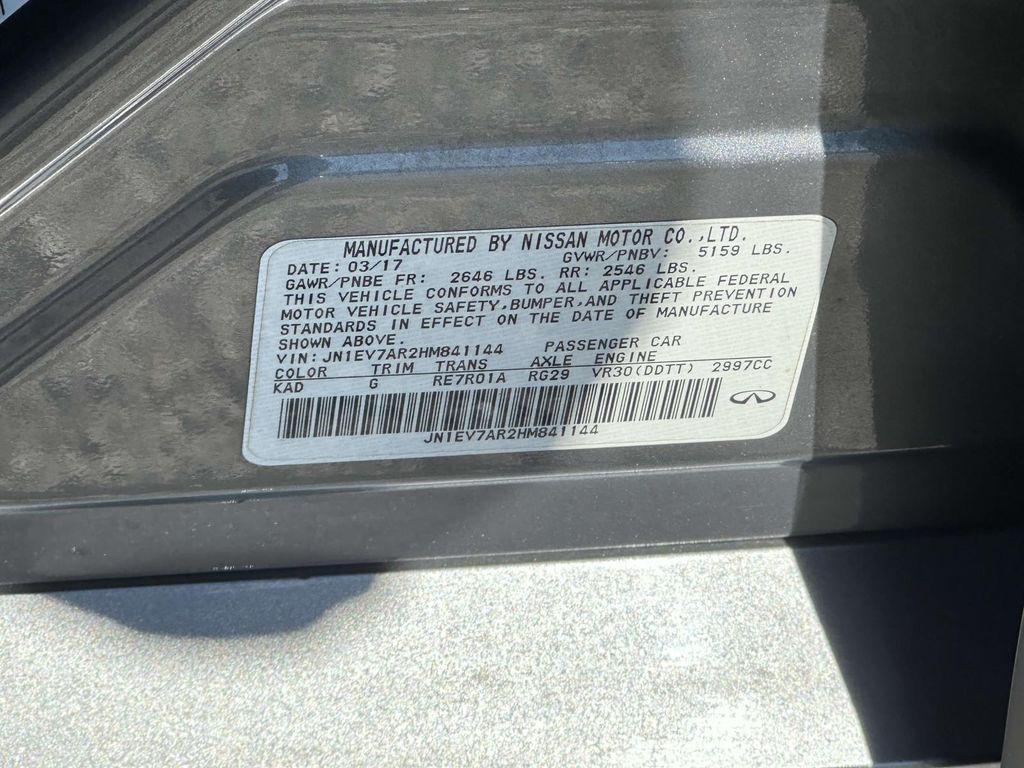 MANUFACTURED BY NISSAN MOTOR CO.,LTD.
DATE: 03/17 GVWR/PNBV: 5159 LBS.
GAWR/PNBE FR: 2646 LBS. RR: 2546 LBS.
THIS VEHICLE CONFORMS TO ALL APPLICABLE FEDERAL
MOTOR VEHICLE SAFETY,BUMPER,AND THEFT PREVENTION
STANDARDS IN EFFECT ON THE DATE OF MANUFACTURE
SHOWN ABOVE.
VIN:JN1EV7AR2HM841144 PASSENGER CAR
COLOR TRIM TRANS AXLE ENGINE
KAD G RE7R01A RG29 VR30(DDTT) 2997CC
JN1EV7AR2HM841144